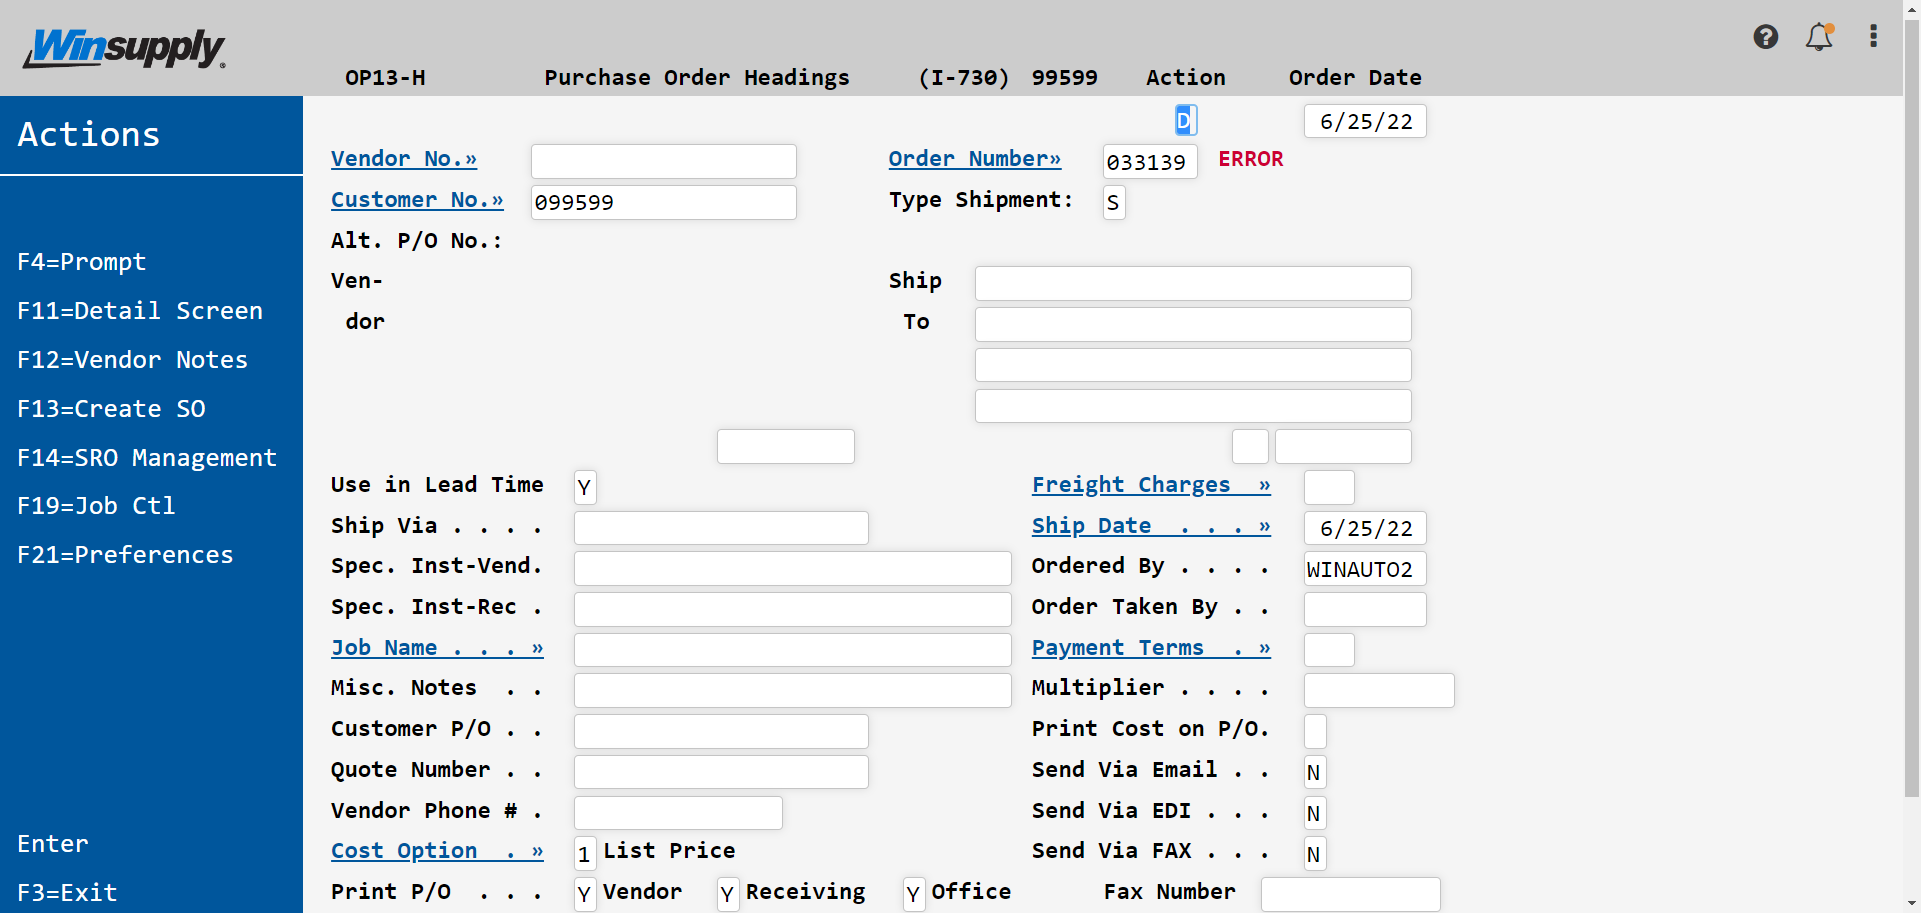 Winsupply®
OP13-H Purchase Order Headings (I-730) 99599 Action Order Date
Actions
D 6/25/22
Vendor No.» Order Number» 033139 ERROR
Customer No.» 099599 Type Shipment: S
Alt. P/O No.:
Ven- Ship
dor To
F4=Prompt
F11=Detail Screen
F12=Vendor Notes
F13=Create SO
F14=SRO Management
F19=Job Ctl
F21=Preferences
Use in Lead Time Y Freight Charges »
Ship Via . . . . Ship Date . . . » 6/25/22
Spec. Inst-Vend. Ordered By . . . . WINAUTO2
Spec. Inst-Rec . Order Taken By . .
Job Name . . . » Payment Terms . »
Misc. Notes . . Multiplier . . . .
Customer P/O . . Print Cost on P/O.
Quote Number . . Send Via Email . . N
Vendor Phone # . Send Via EDI . . . N
Cost Option . » 1 List Price Send Via FAX . . . N
Print P/O . . . Y Vendor Y Receiving Y Office Fax Number
Enter
F3=Exit